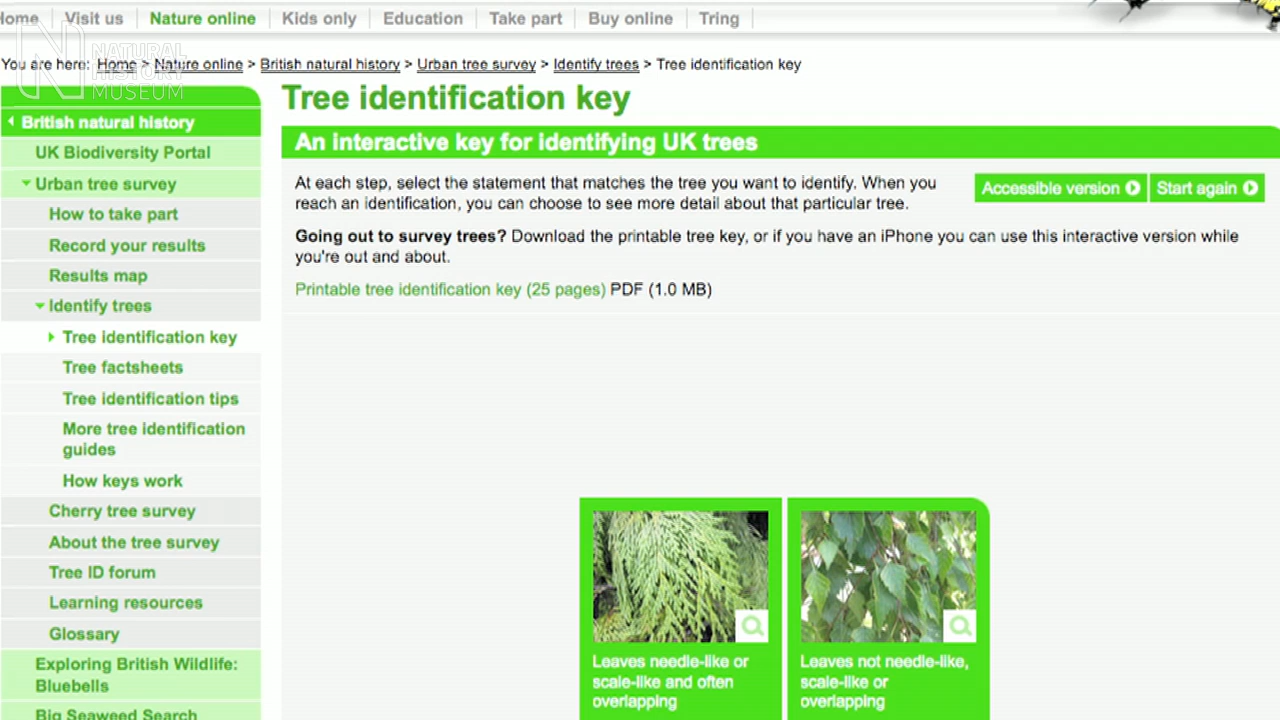 Home Visit us Nature online Kids only Education Take part Buy online Tring
You are here: Home > Nature online > British natural history > Urban tree survey > Identify trees > Tree identification key
NATURAL
HISTORY
MUSEUM
British natural history
UK Biodiversity Portal
Urban tree survey
How to take part
Record your results
Results map
Identify trees
Tree identification key
Tree factsheets
Tree identification tips
More tree identification
guides
How keys work
Cherry tree survey
About the tree survey
Tree ID forum
Learning resources
Glossary
Exploring British Wildlife:
Bluebells
Big Seaweed Search
Tree identification key
An interactive key for identifying UK trees
At each step, select the statement that matches the tree you want to identify. When you
reach an identification, you can choose to see more detail about that particular tree.
Accessible version Start again
Going out to survey trees? Download the printable tree key, or if you have an iPhone you can use this interactive version while
you're out and about.
Printable tree identification key (25 pages) PDF (1.0 MB)
Leaves needle-like or
scale-like and often
overlapping
Leaves not needle-like,
scale-like or
overlapping